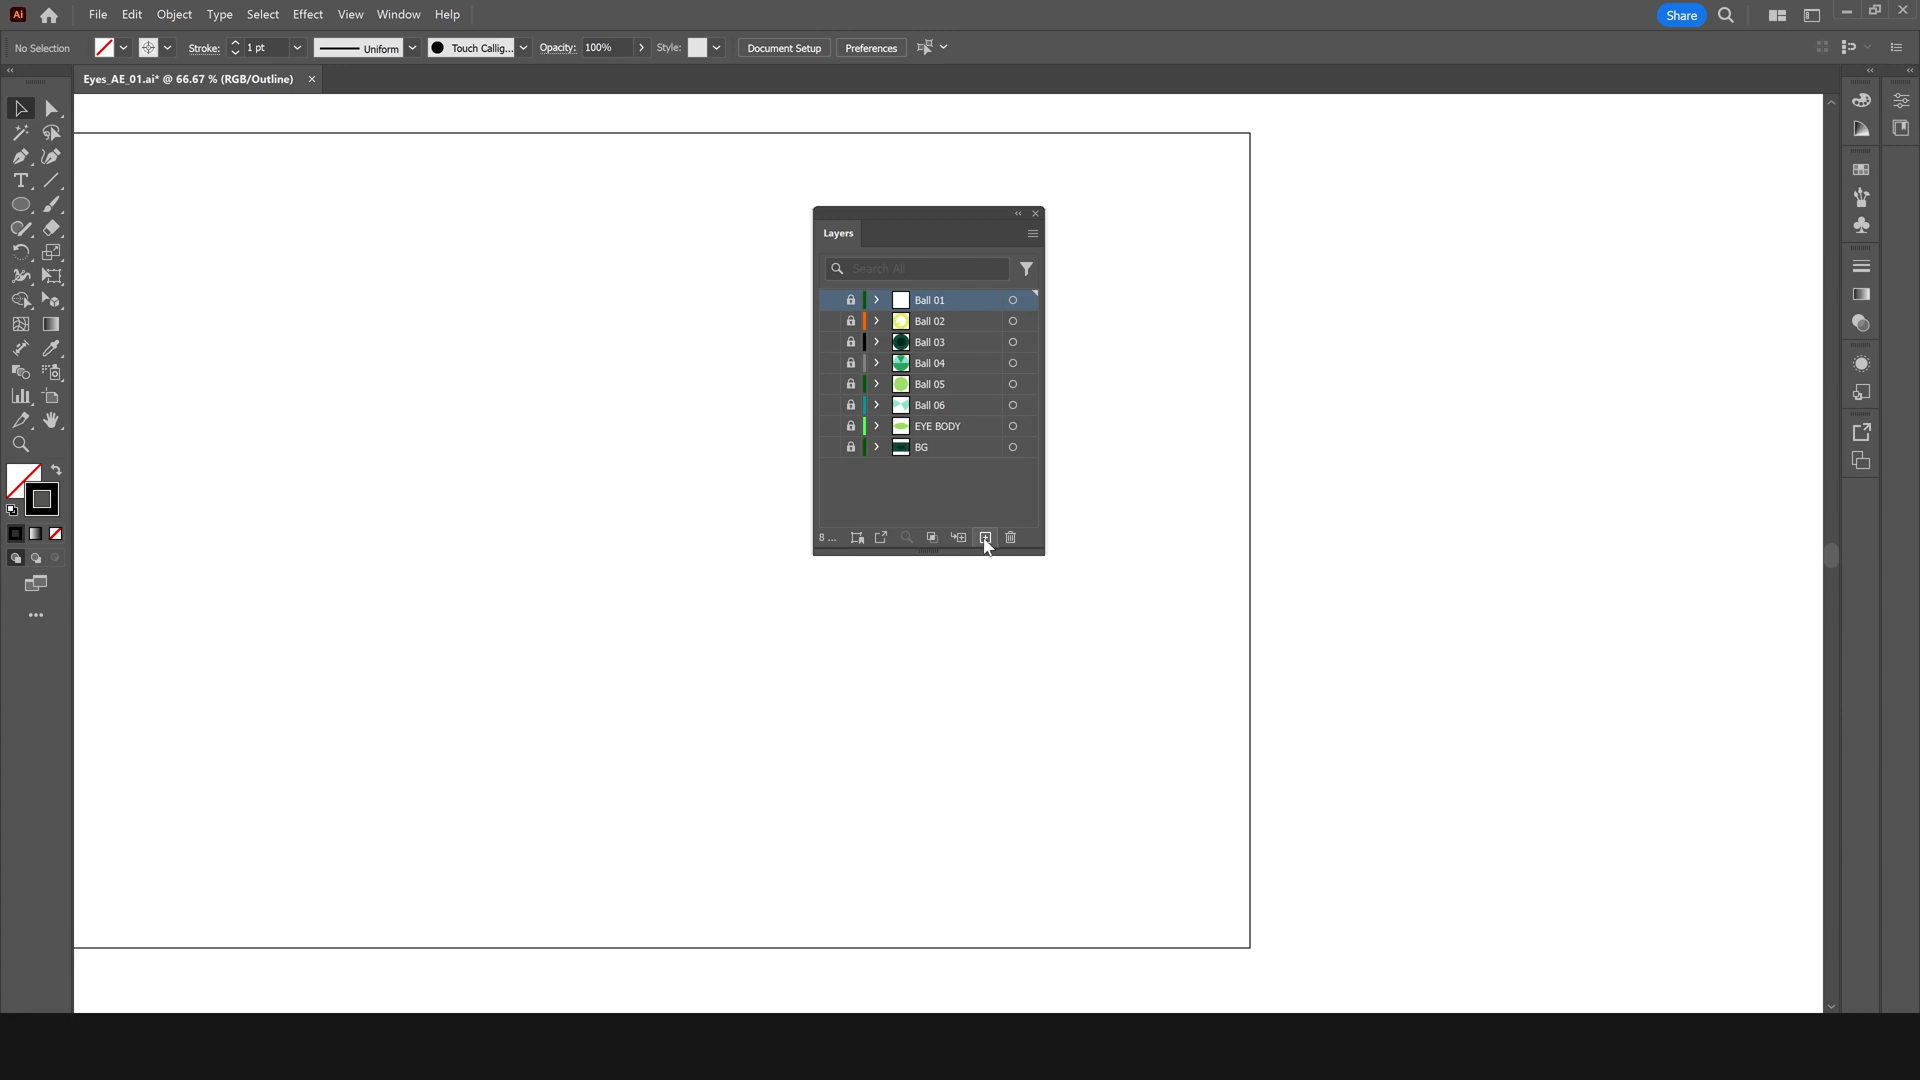 Ai File Edit Object Type Select Effect View Window Help Share
No Selection Stroke: 1 pt Uniform Touch Callig... Opacity: 100% Style: Document Setup Preferences
Eyes_AE_01.ai* @ 66.67 % (RGB/Outline)
Layers
Search All
Ball 01
Ball 02
Ball 03
Ball 04
Ball 05
Ball 06
EYE BODY
BG
8 ...